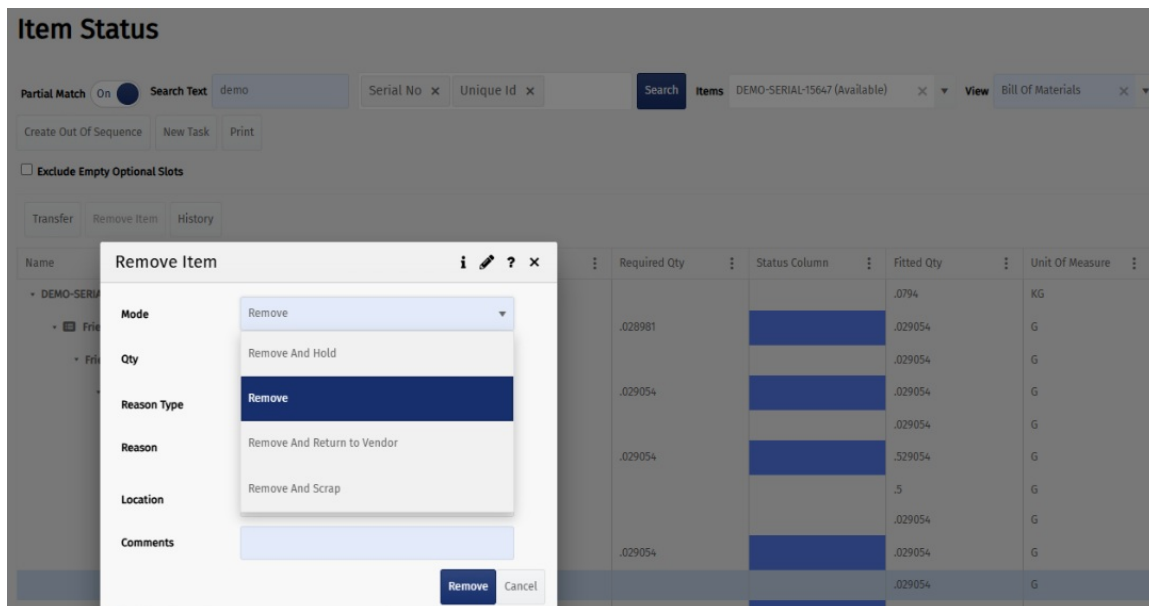 Item Status
Partial Match On Search Text demo Serial No x Unique Id x Search Items DEMO-SERIAL-15647 (Available) x View Bill Of Materials x
Create Out Of Sequence New Task Print
Exclude Empty Optional Slots
Transfer Remove Item History
Name Required Qty Status Column Fitted Qty Unit Of Measure
Remove Item i ? x
DEMO-SERIA .0794 KG
Mode Remove
Frie .028981 .029054 G
Remove And Hold
Qty
Fri .029054 G
Remove
Reason Type
.029054 .029054 G
.029054 G
Remove And Return to Vendor
Reason
.029054 .529054 G
Remove And Scrap
.5 G
Location
.029054 G
Comments
.029054 .029054 G
Remove Cancel
.029054 G